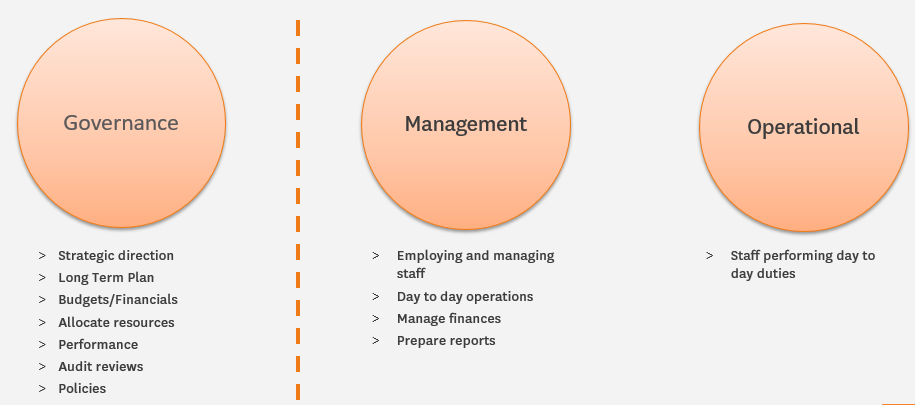 Governance
> Strategic direction
> Long Term Plan
> Budgets/Financials
> Allocate resources
> Performance
> Audit reviews
> Policies
Management
> Employing and managing
staff
> Day to day operations
> Manage finances
> Prepare reports
Operational
> Staff performing day to
day duties